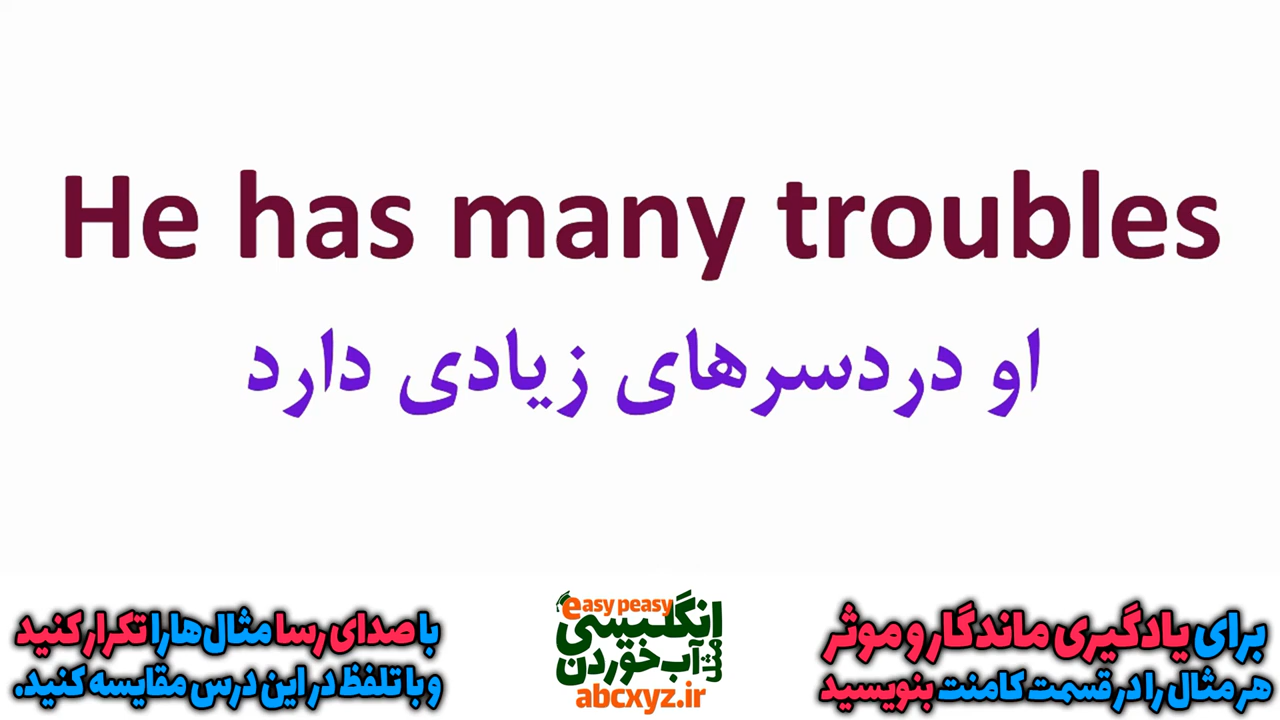 He has many troubles
او دردسرهای زیادی دارد
برای یادگیری ماندگار و موثر
هر مثال را در قسمت کامنت بنویسید
easy peasy
انگلیسی
مثل
آب خوردن
abcxyz.ir
با صدای رسا مثال‌ها را تکرار کنید
و با تلفظ در این درس مقایسه کنید.